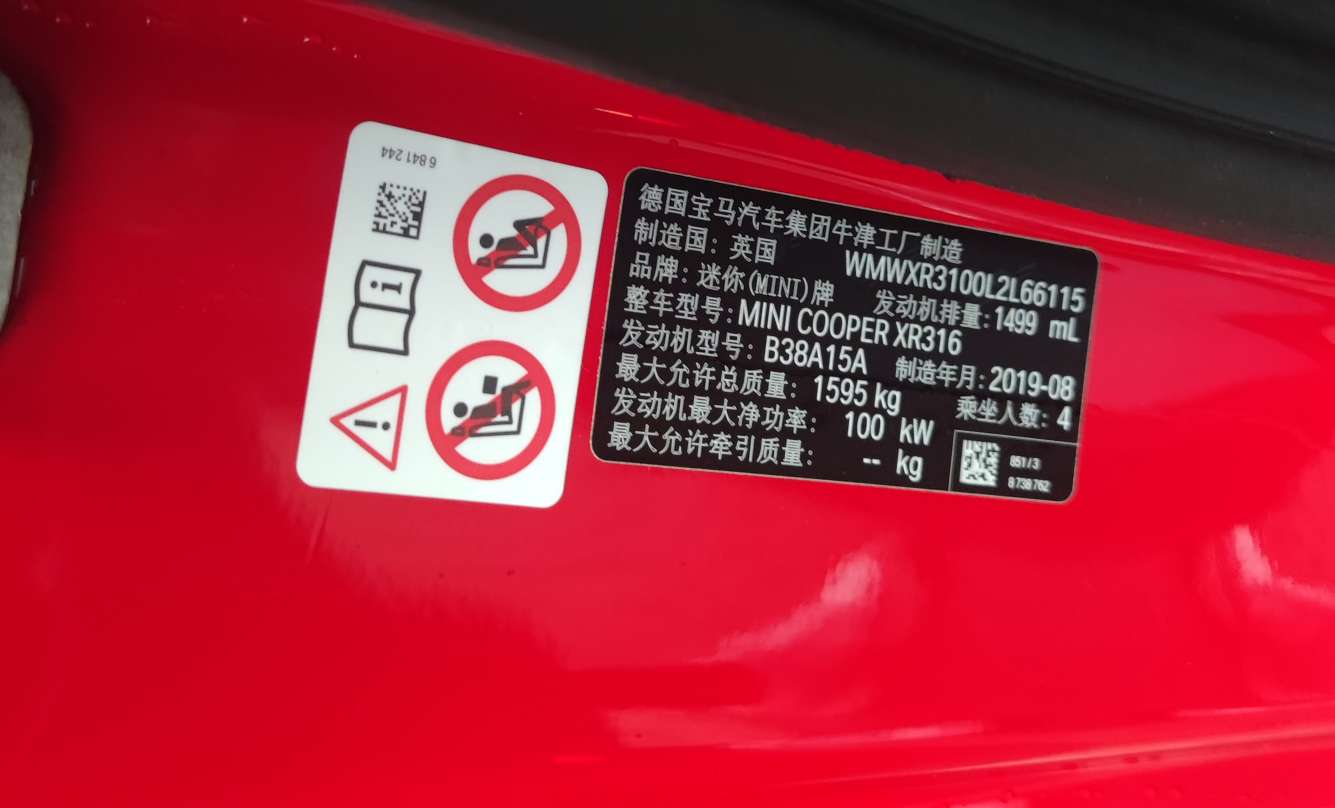 6 841 244
德国宝马汽车集团牛津工厂制造
制造国: 英国 WMWXR3100L2L66115
品牌: 迷你(MINI)牌 发动机排量: 1499 mL
整车型号: MINI COOPER XR316
发动机型号: B38A15A 制造年月: 2019-08
最大允许总质量: 1595 kg 乘坐人数: 4
发动机最大净功率: 100 kW
最大允许牵引质量: -- kg
851/3
8 738 762